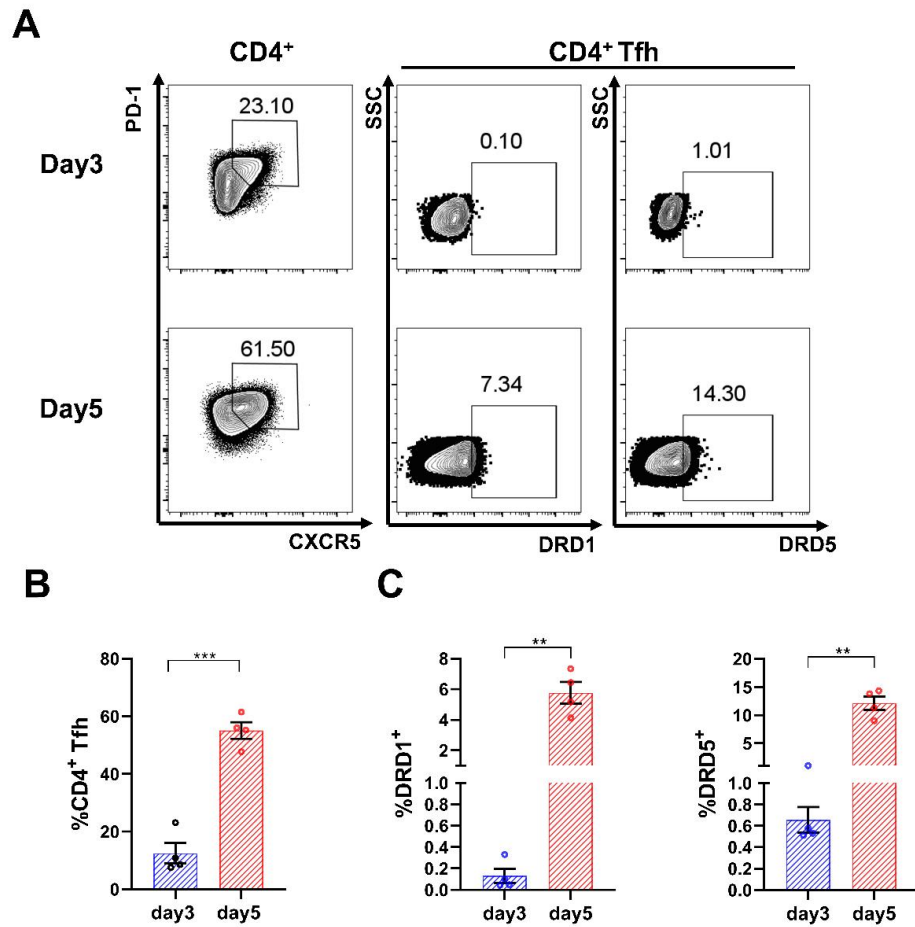 A
CD4⁺
CD4⁺ Tfh
PD-1
SSC
SSC
Day3
23.10
0.10
1.01
Day5
61.50
7.34
14.30
CXCR5
DRD1
DRD5
B
C
%CD4⁺ Tfh
80
60
40
20
0
***
day3
day5
%DRD1⁺
8
6
4
2
1.0
0.8
0.6
0.4
0.2
0.0
**
day3
day5
%DRD5⁺
20
15
10
5
1.0
0.8
0.6
0.4
0.2
0.0
**
day3
day5